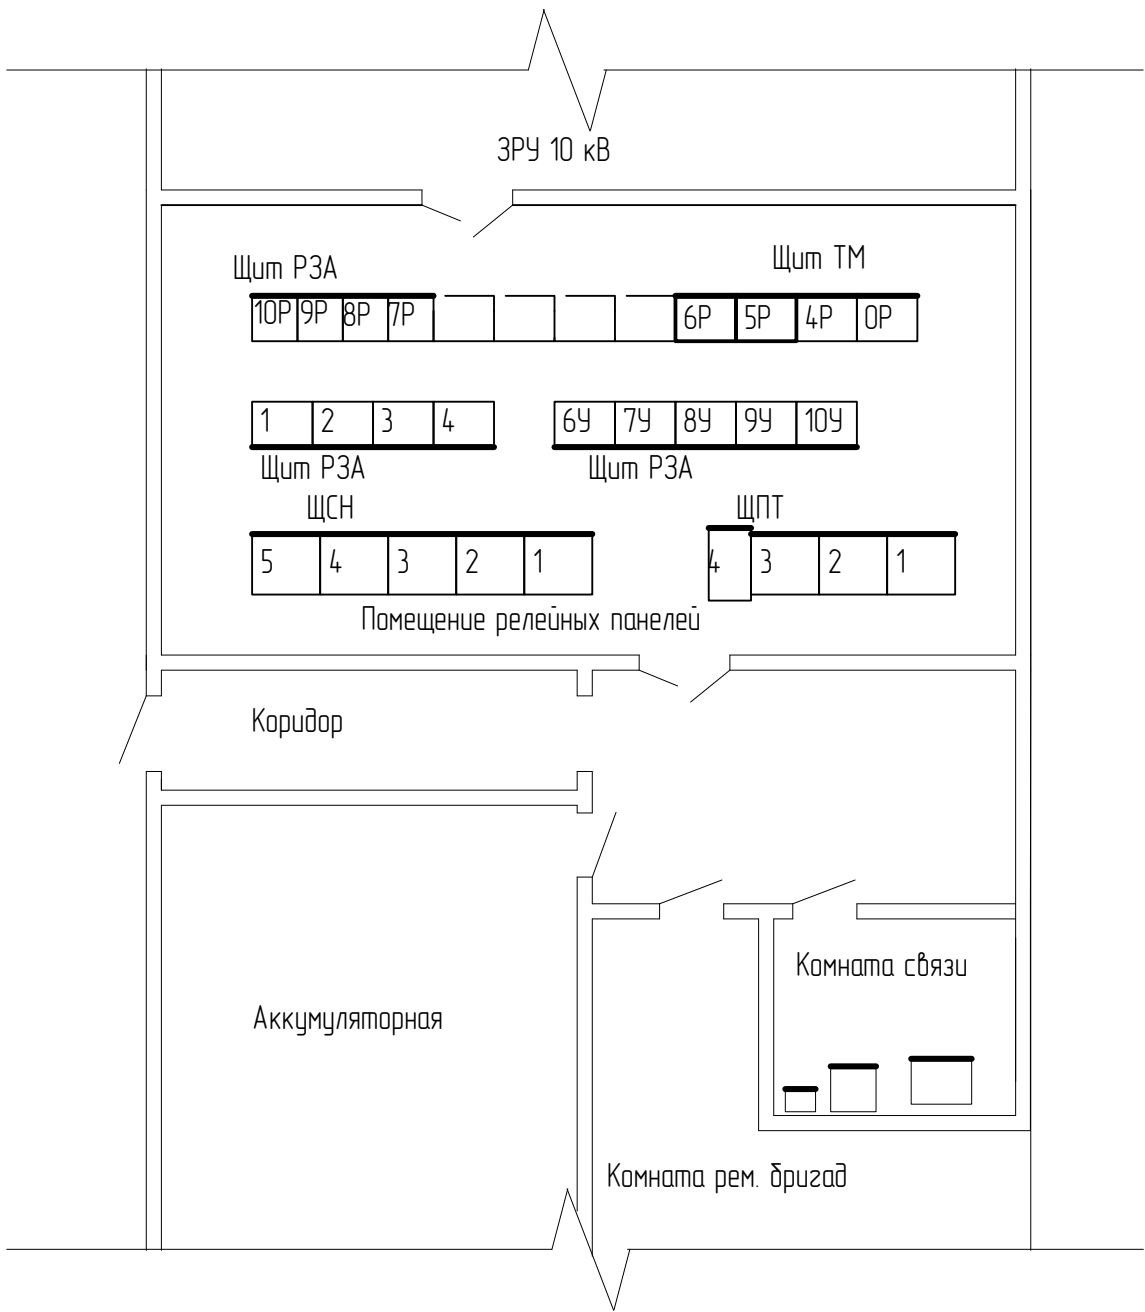 ЗРУ 10 кВ
Щит РЗА
Щит ТМ
10Р 9Р 8Р 7Р 6Р 5Р 4Р 0Р
1 2 3 4 6У 7У 8У 9У 10У
Щит РЗА Щит РЗА
ЩСН ЩПТ
5 4 3 2 1 4 3 2 1
Помещение релейных панелей
Коридор
Комната связи
Аккумуляторная
Комната рем. бригад